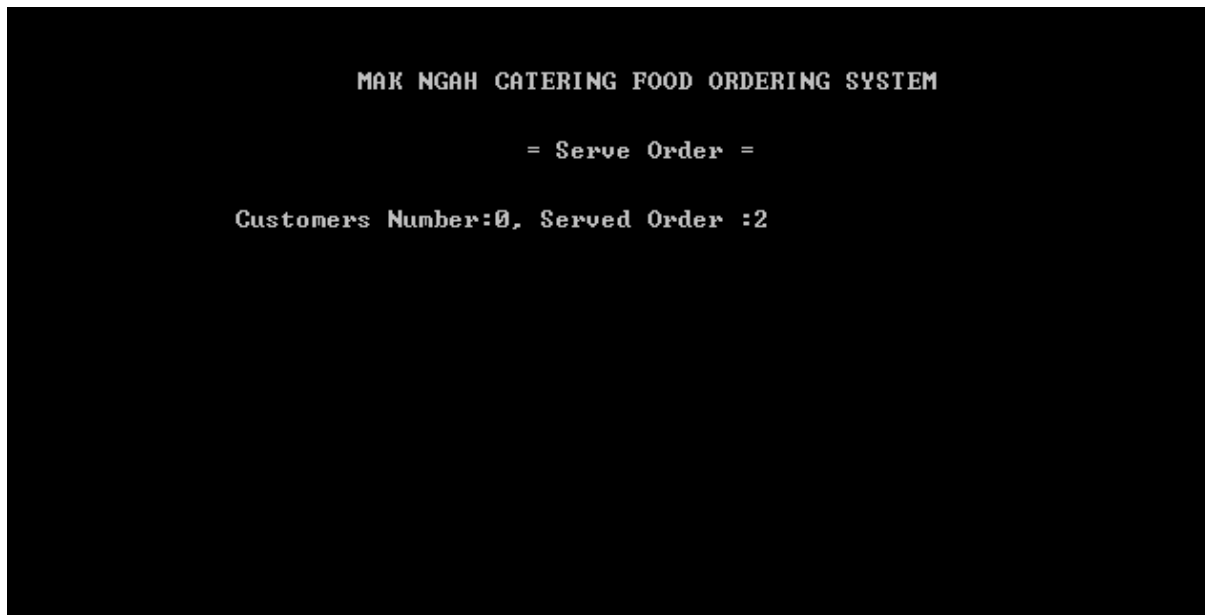 MAK NGAH CATERING FOOD ORDERING SYSTEM
= Serve Order =
Customers Number:0, Served Order :2